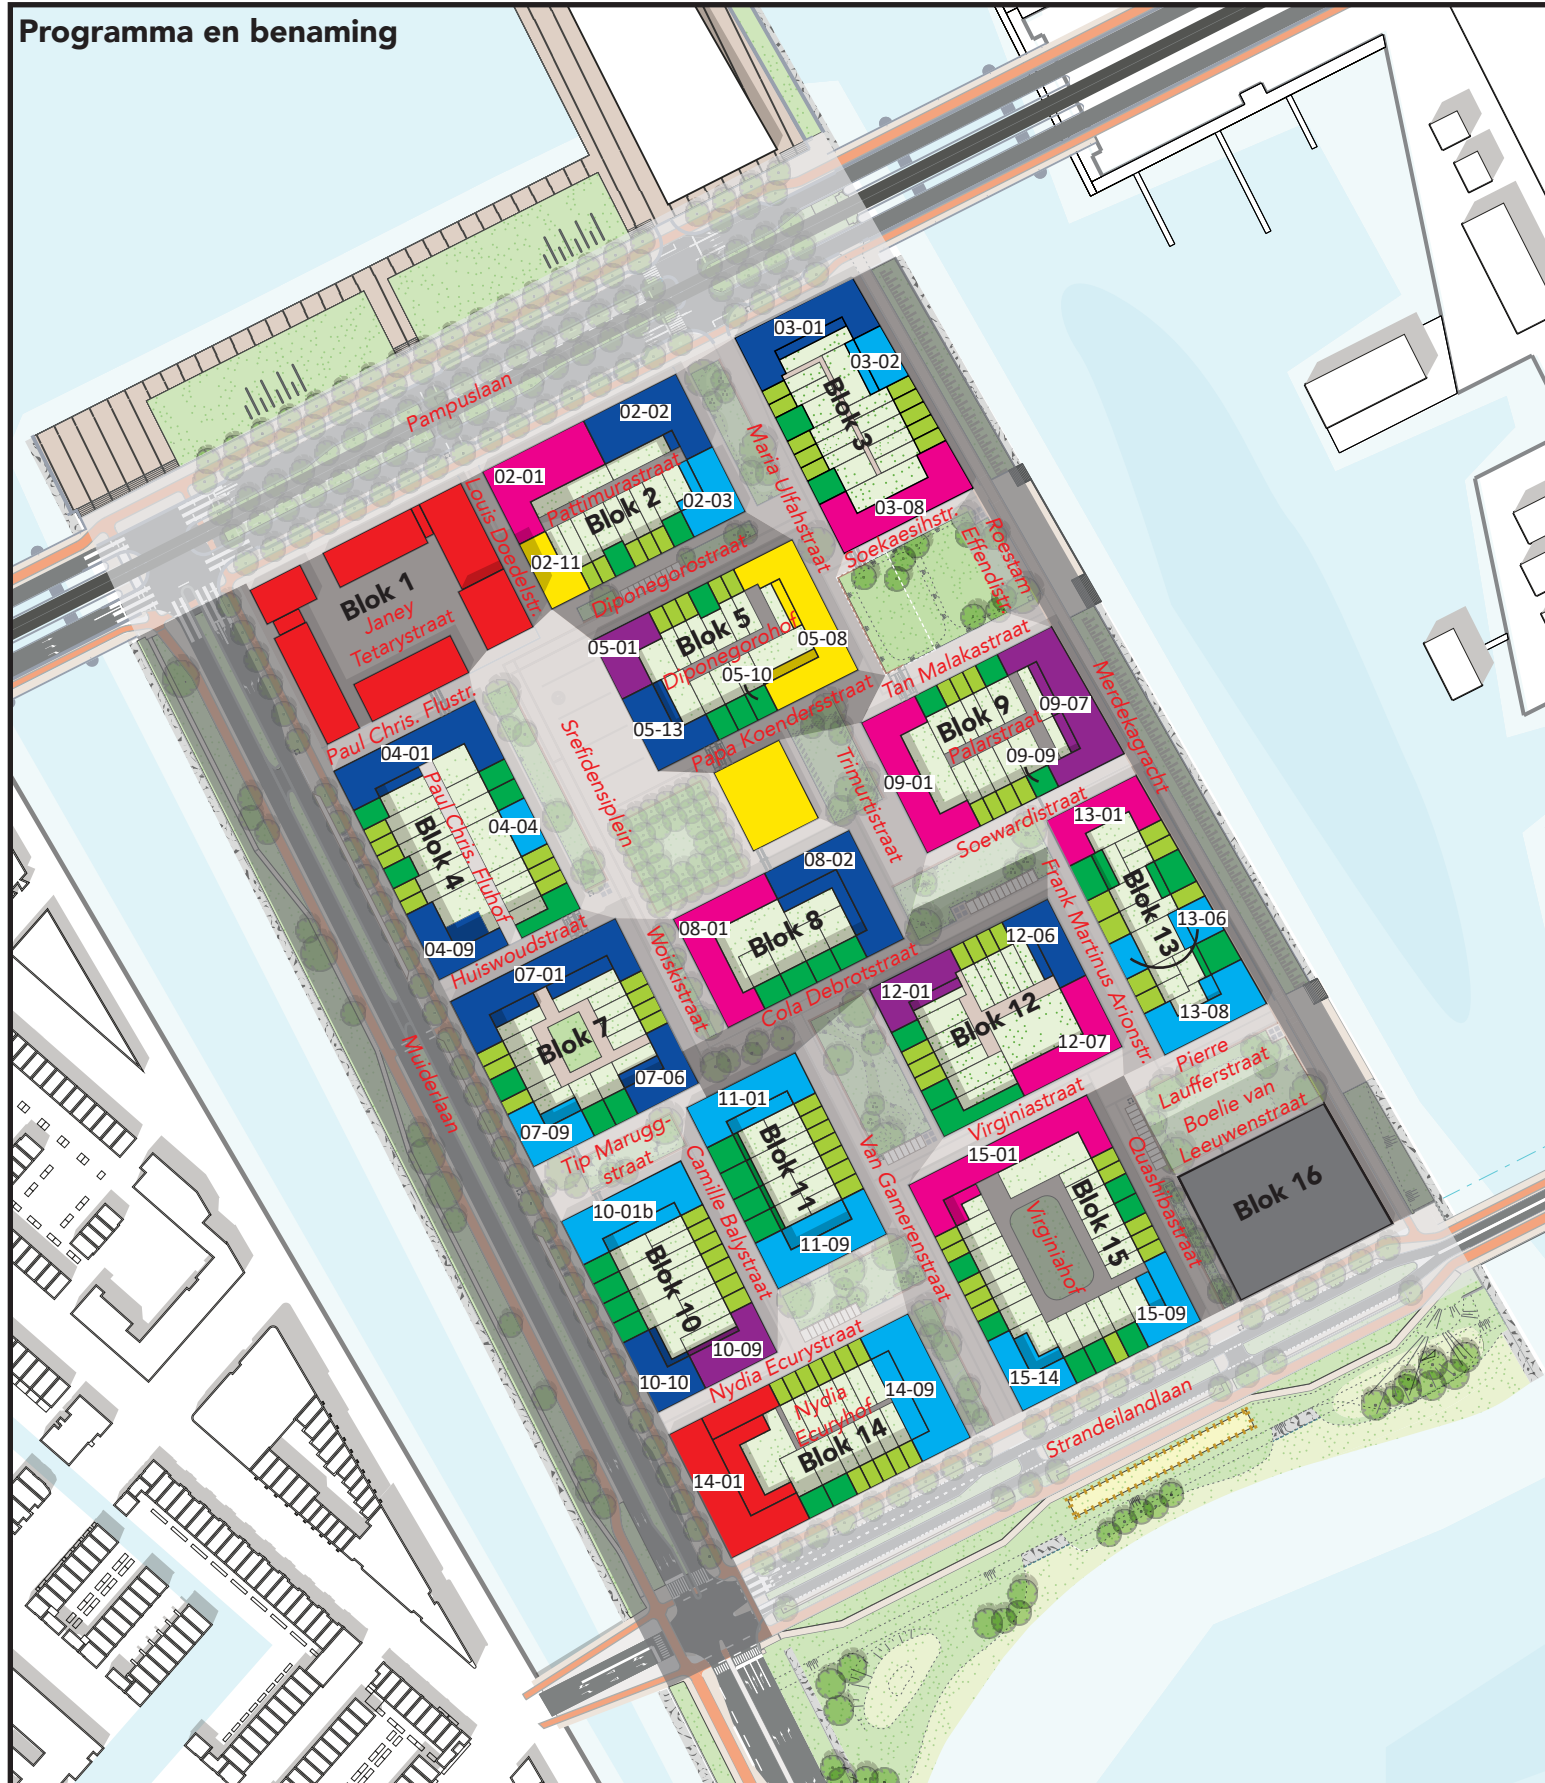 Programma en benaming
Pampuslaan
03-01
03-02
Blok 3
03-08
Maria Ulfahstraat
Soekaesihstr.
Roestam
Effendistr.
02-02
02-01
Pattimurastraat
Blok 2
02-03
02-11
Louis Doedelstr.
Diponegorostraat
Blok 1
Janey
Tetarystraat
Paul Chris. Flustr.
05-01
Blok 5
Diponegorohof
05-08
05-10
05-13
Papa Koendersstraat
Tan Malakastraat
Merdekagracht
Srefidensiplein
Trimurtistraat
Blok 9
Palarstraat
09-07
09-09
09-01
Soewardistraat
04-01
Paul Chris. Fluhof
04-04
Blok 4
04-09
Huiswoudstraat
08-02
08-01
Blok 8
Woiskistraat
Cola Debrotstraat
13-01
Blok 13
13-06
13-08
Frank Martinus Arionstr.
12-06
12-01
Blok 12
12-07
Virginiastraat
07-01
Blok 7
07-06
07-09
Tip Marugg-
straat
Muiderlaan
11-01
Blok 11
11-09
Camille Balystraat
Van Gamerenstraat
Pierre
Laufferstraat
Boelie van
Leeuwenstraat
Quashibastraat
Blok 16
15-01
Blok 15
Virginiahof
15-09
15-14
10-01b
Blok 10
10-09
10-10
Nydia Ecurystraat
Nydia
Ecuryhof
14-09
Blok 14
14-01
Strandeilandlaan